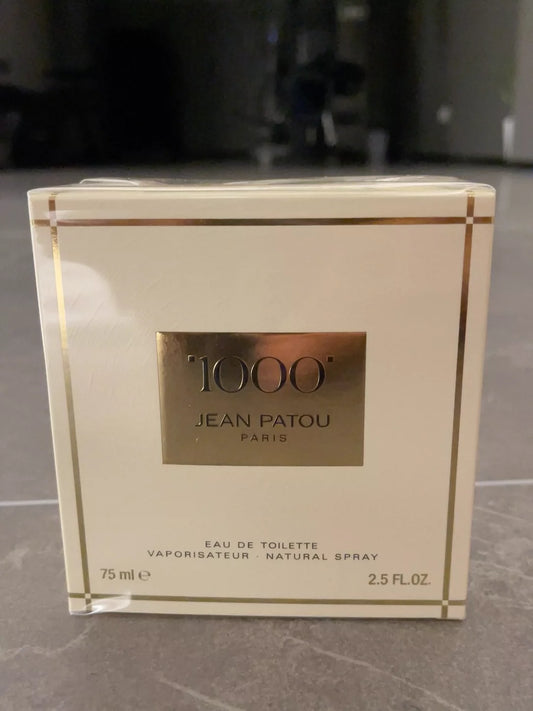 "1000"
JEAN PATOU
PARIS
EAU DE TOILETTE
VAPORISATEUR · NATURAL SPRAY
75 ml ℮
2.5 FL.OZ.